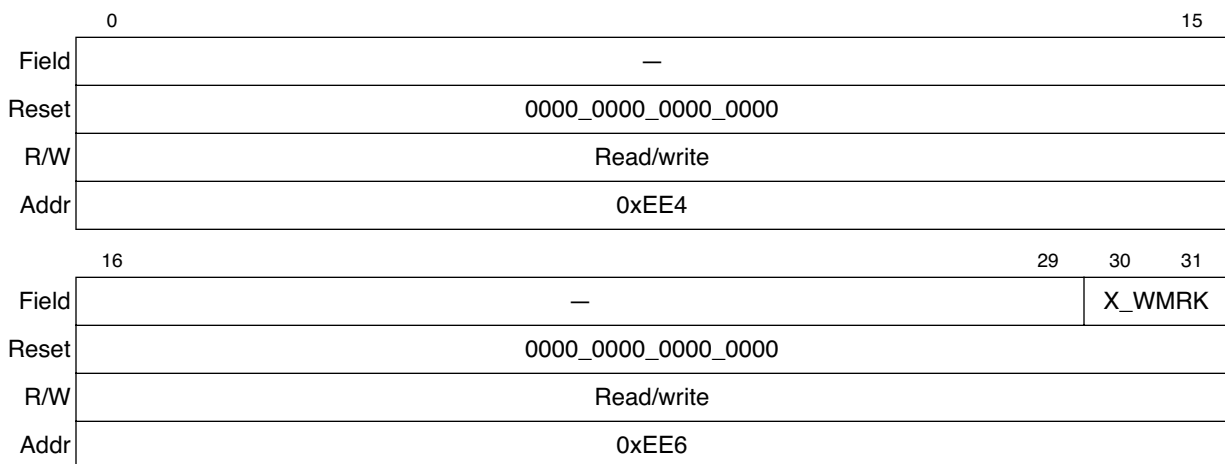 0 15
Field —
Reset 0000_0000_0000_0000
R/W Read/write
Addr 0xEE4
16 29 30 31
Field — X_WMRK
Reset 0000_0000_0000_0000
R/W Read/write
Addr 0xEE6